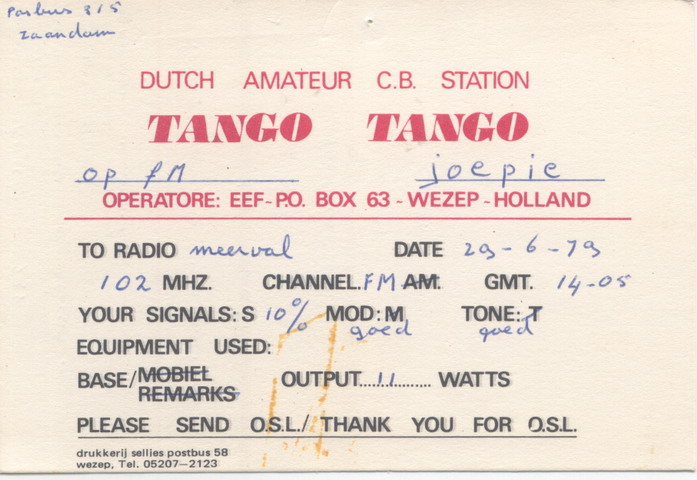 Posbus 315
zaandam
DUTCH AMATEUR C.B. STATION
TANGO TANGO
op fM joepie
OPERATORE: EEF-P.O. BOX 63-WEZEP-HOLLAND
TO RADIO meerval DATE 29-6-79
102 MHZ. CHANNEL.FM AM. GMT. 14-05
YOUR SIGNALS: S 10% MOD: M, TONE: T
goed goed
EQUIPMENT USED:
BASE/MOBIEL OUTPUT....11........ WATTS
REMARKS
PLEASE SEND O.S.L./ THANK YOU FOR O.S.L.
drukkerij sellies postbus 58
wezep, Tel. 05207-2123